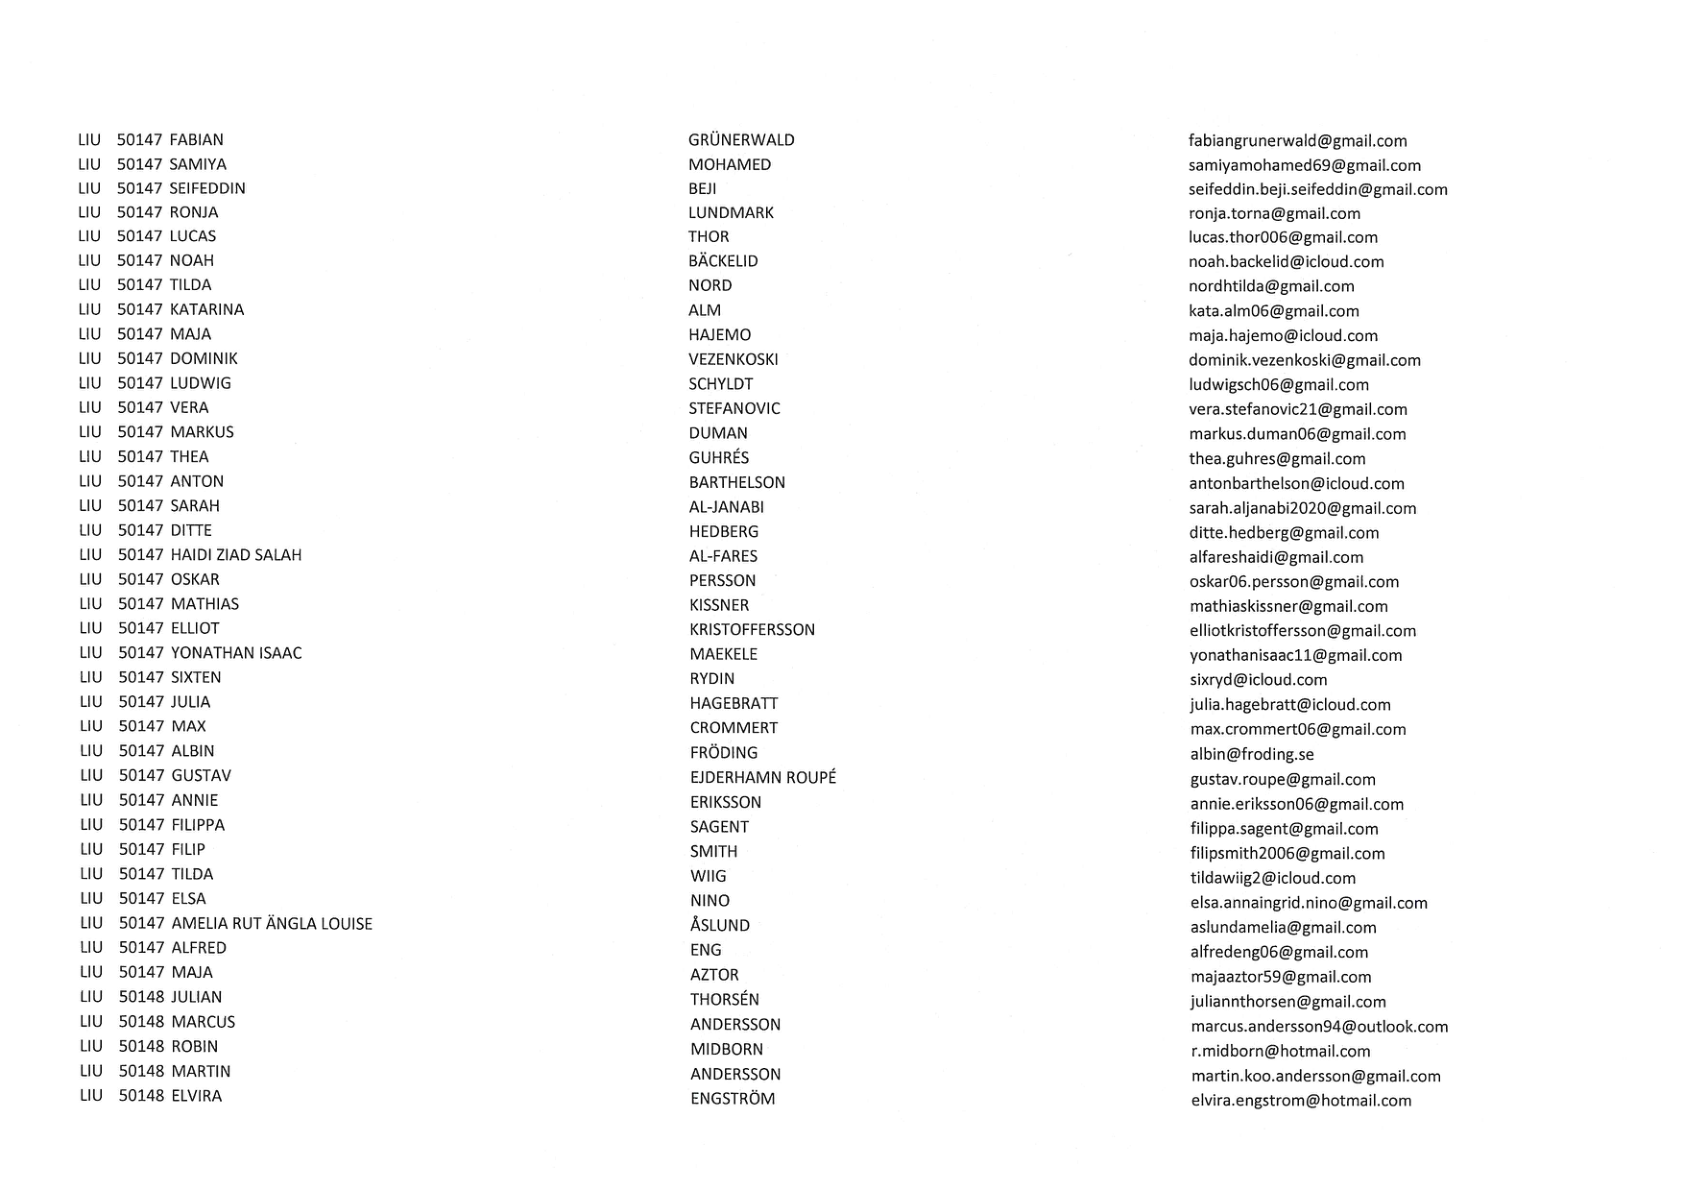 LIU 50147 FABIAN GRÜNERWALD fabiangrunerwald@gmail.com
LIU 50147 SAMIYA MOHAMED samiyamohamed69@gmail.com
LIU 50147 SEIFEDDIN BEJI seifeddin.beji.seifeddin@gmail.com
LIU 50147 RONJA LUNDMARK ronja.torna@gmail.com
LIU 50147 LUCAS THOR lucas.thor006@gmail.com
LIU 50147 NOAH BÄCKELID noah.backelid@icloud.com
LIU 50147 TILDA NORD nordhtilda@gmail.com
LIU 50147 KATARINA ALM kata.alm06@gmail.com
LIU 50147 MAJA HAJEMO maja.hajemo@icloud.com
LIU 50147 DOMINIK VEZENKOSKI dominik.vezenkoski@gmail.com
LIU 50147 LUDWIG SCHYLDT ludwigsch06@gmail.com
LIU 50147 VERA STEFANOVIC vera.stefanovic21@gmail.com
LIU 50147 MARKUS DUMAN markus.duman06@gmail.com
LIU 50147 THEA GUHRÉS thea.guhres@gmail.com
LIU 50147 ANTON BARTHELSON antonbarthelson@icloud.com
LIU 50147 SARAH AL-JANABI sarah.aljanabi2020@gmail.com
LIU 50147 DITTE HEDBERG ditte.hedberg@gmail.com
LIU 50147 HAIDI ZIAD SALAH AL-FARES alfareshaidi@gmail.com
LIU 50147 OSKAR PERSSON oskar06.persson@gmail.com
LIU 50147 MATHIAS KISSNER mathiaskissner@gmail.com
LIU 50147 ELLIOT KRISTOFFERSSON elliotkristoffersson@gmail.com
LIU 50147 YONATHAN ISAAC MAEKELE yonathanisaac11@gmail.com
LIU 50147 SIXTEN RYDIN sixryd@icloud.com
LIU 50147 JULIA HAGEBRATT julia.hagebratt@icloud.com
LIU 50147 MAX CROMMERT max.crommert06@gmail.com
LIU 50147 ALBIN FRÖDING albin@froding.se
LIU 50147 GUSTAV EJDERHAMN ROUPÉ gustav.roupe@gmail.com
LIU 50147 ANNIE ERIKSSON annie.eriksson06@gmail.com
LIU 50147 FILIPPA SAGENT filippa.sagent@gmail.com
LIU 50147 FILIP SMITH filipsmith2006@gmail.com
LIU 50147 TILDA WIIG tildawiig2@icloud.com
LIU 50147 ELSA NINO elsa.annaingrid.nino@gmail.com
LIU 50147 AMELIA RUT ÄNGLA LOUISE ÅSLUND aslundamelia@gmail.com
LIU 50147 ALFRED ENG alfredeng06@gmail.com
LIU 50147 MAJA AZTOR majaaztor59@gmail.com
LIU 50148 JULIAN THORSÉN juliannthorsen@gmail.com
LIU 50148 MARCUS ANDERSSON marcus.andersson94@outlook.com
LIU 50148 ROBIN MIDBORN r.midborn@hotmail.com
LIU 50148 MARTIN ANDERSSON martin.koo.andersson@gmail.com
LIU 50148 ELVIRA ENGSTRÖM elvira.engstrom@hotmail.com